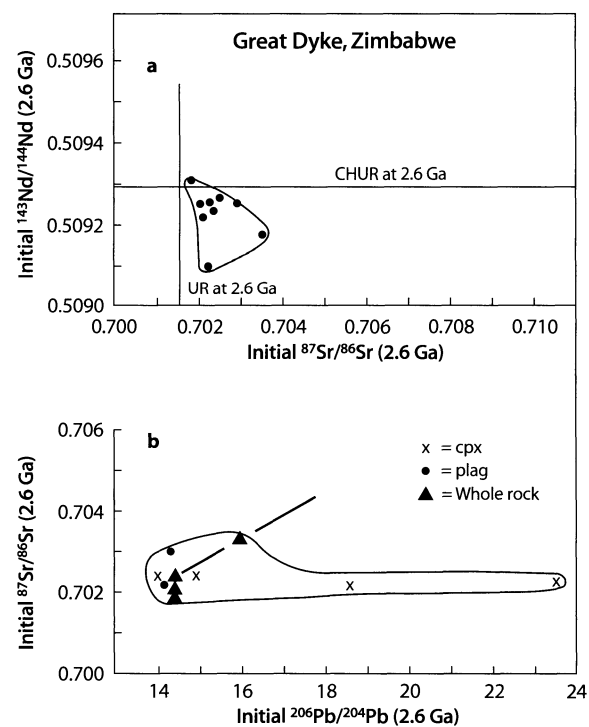 Great Dyke, Zimbabwe
a
0.5096
0.5094
0.5092
0.5090
Initial ¹⁴³Nd/¹⁴⁴Nd (2.6 Ga)
CHUR at 2.6 Ga
UR at 2.6 Ga
0.700 0.702 0.704 0.706 0.708 0.710
Initial ⁸⁷Sr/⁸⁶Sr (2.6 Ga)
b
0.706
0.704
0.702
0.700
Initial ⁸⁷Sr/⁸⁶Sr (2.6 Ga)
x = cpx
● = plag
▲ = Whole rock
14 16 18 20 22 24
Initial ²⁰⁶Pb/²⁰⁴Pb (2.6 Ga)